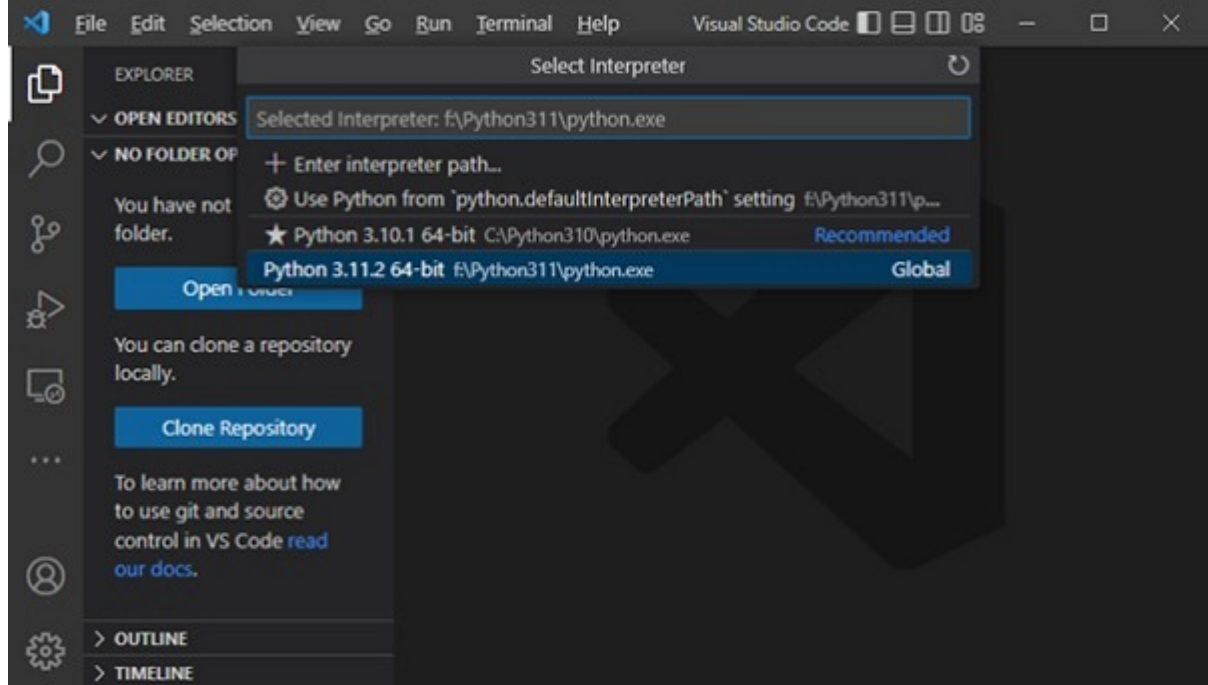 File Edit Selection View Go Run Terminal Help Visual Studio Code
EXPLORER
OPEN EDITORS
NO FOLDER OP
You have not
folder.
Open Folder
You can clone a repository
locally.
Clone Repository
To learn more about how
to use git and source
control in VS Code read
our docs.
OUTLINE
TIMELINE
Select Interpreter
Selected Interpreter: f:\Python311\python.exe
Enter interpreter path...
Use Python from `python.defaultInterpreterPath` setting f:\Python311\p...
Python 3.10.1 64-bit C:\Python310\python.exe Recommended
Python 3.11.2 64-bit f:\Python311\python.exe Global